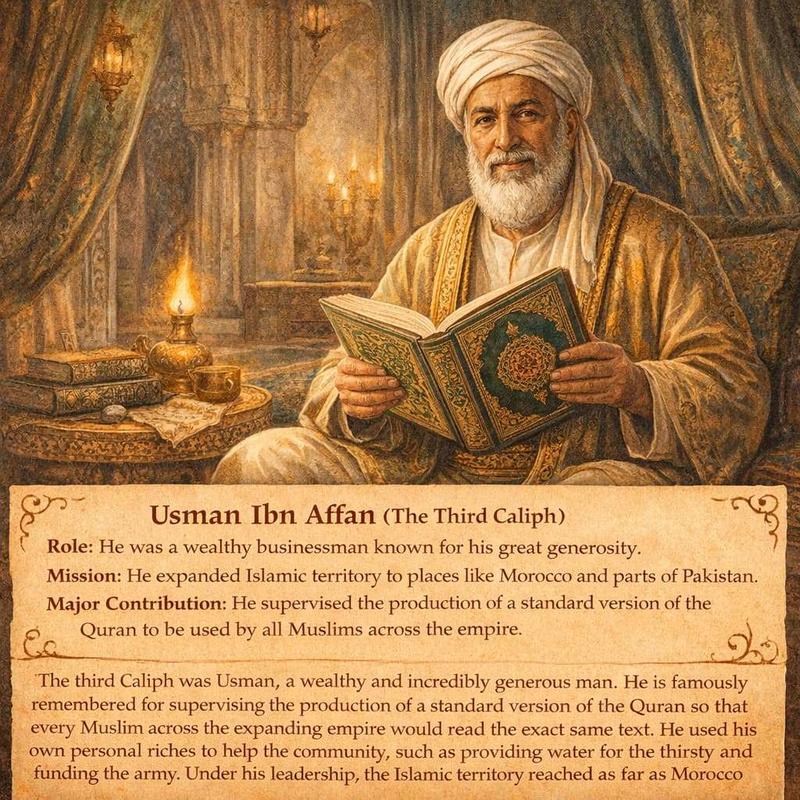 Usman Ibn Affan (The Third Caliph)
Role: He was a wealthy businessman known for his great generosity.
Mission: He expanded Islamic territory to places like Morocco and parts of Pakistan.
Major Contribution: He supervised the production of a standard version of the
Quran to be used by all Muslims across the empire.
The third Caliph was Usman, a wealthy and incredibly generous man. He is famously
remembered for supervising the production of a standard version of the Quran so that
every Muslim across the expanding empire would read the exact same text. He used his
own personal riches to help the community, such as providing water for the thirsty and
funding the army. Under his leadership, the Islamic territory reached as far as Morocco